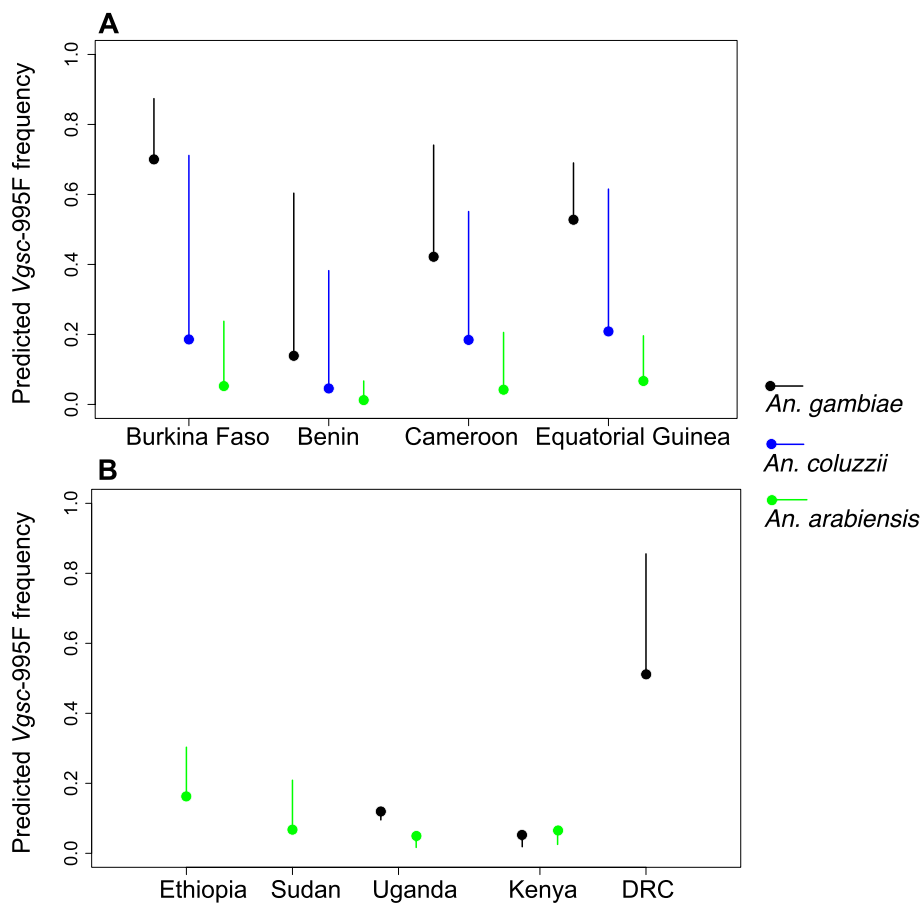 A
Predicted Vgsc-995F frequency
1.0
0.8
0.6
0.4
0.2
0.0
Burkina Faso Benin Cameroon Equatorial Guinea
An. gambiae
An. coluzzii
An. arabiensis
B
Predicted Vgsc-995F frequency
1.0
0.8
0.6
0.4
0.2
0.0
Ethiopia Sudan Uganda Kenya DRC